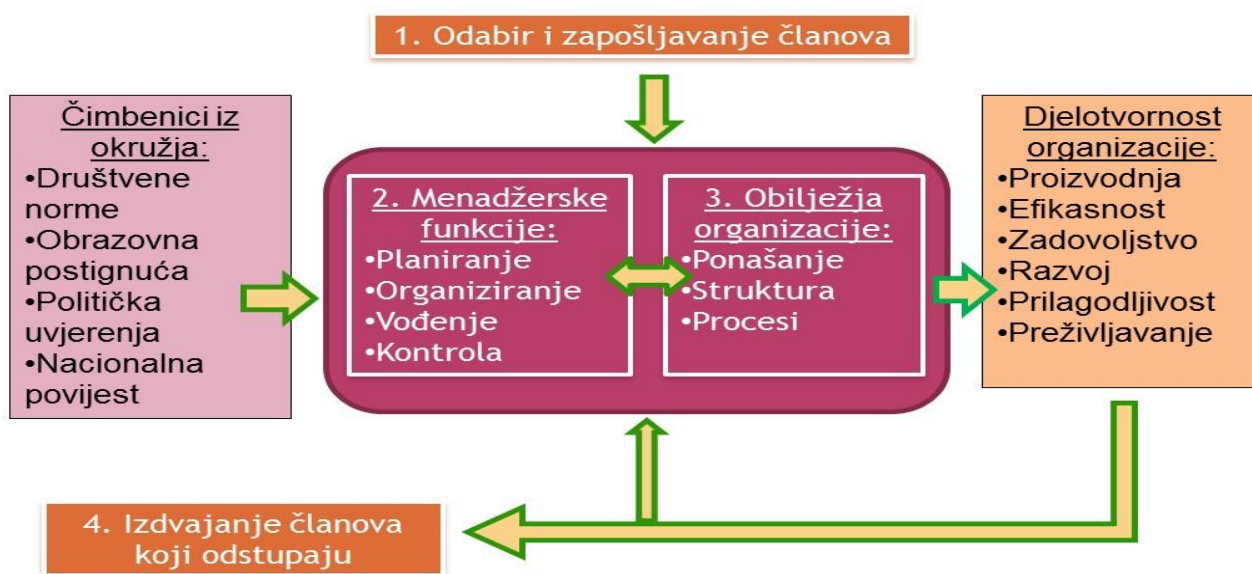 1. Odabir i zapošljavanje članova
Čimbenici iz
okružja:
•Društvene
norme
•Obrazovna
postignuća
•Politička
uvjerenja
•Nacionalna
povijest
2. Menadžerske
funkcije:
•Planiranje
•Organiziranje
•Vođenje
•Kontrola
3. Obilježja
organizacije:
•Ponašanje
•Struktura
•Procesi
Djelotvornost
organizacije:
•Proizvodnja
•Efikasnost
•Zadovoljstvo
•Razvoj
•Prilagodljivost
•Preživljavanje
4. Izdvajanje članova
koji odstupaju